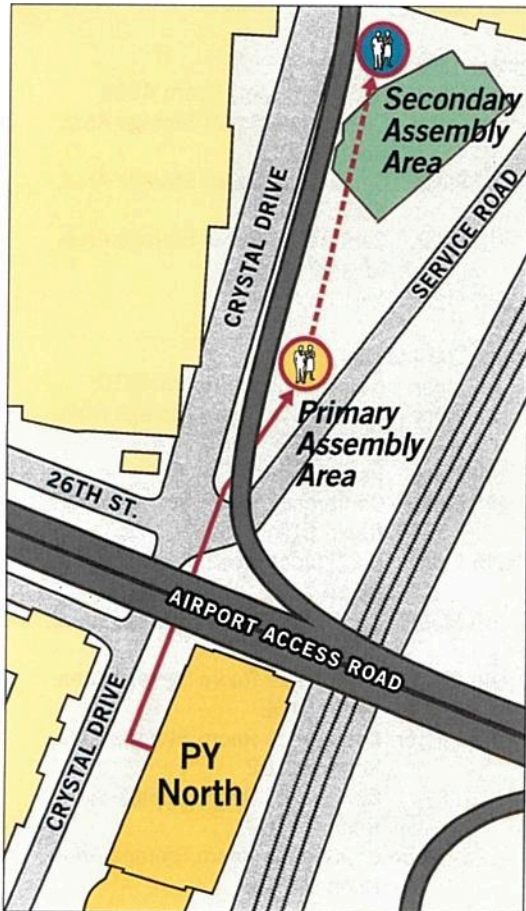 Secondary
Assembly
Area
CRYSTAL DRIVE
SERVICE ROAD
Primary
Assembly
Area
26TH ST.
AIRPORT ACCESS ROAD
CRYSTAL DRIVE
PY
North